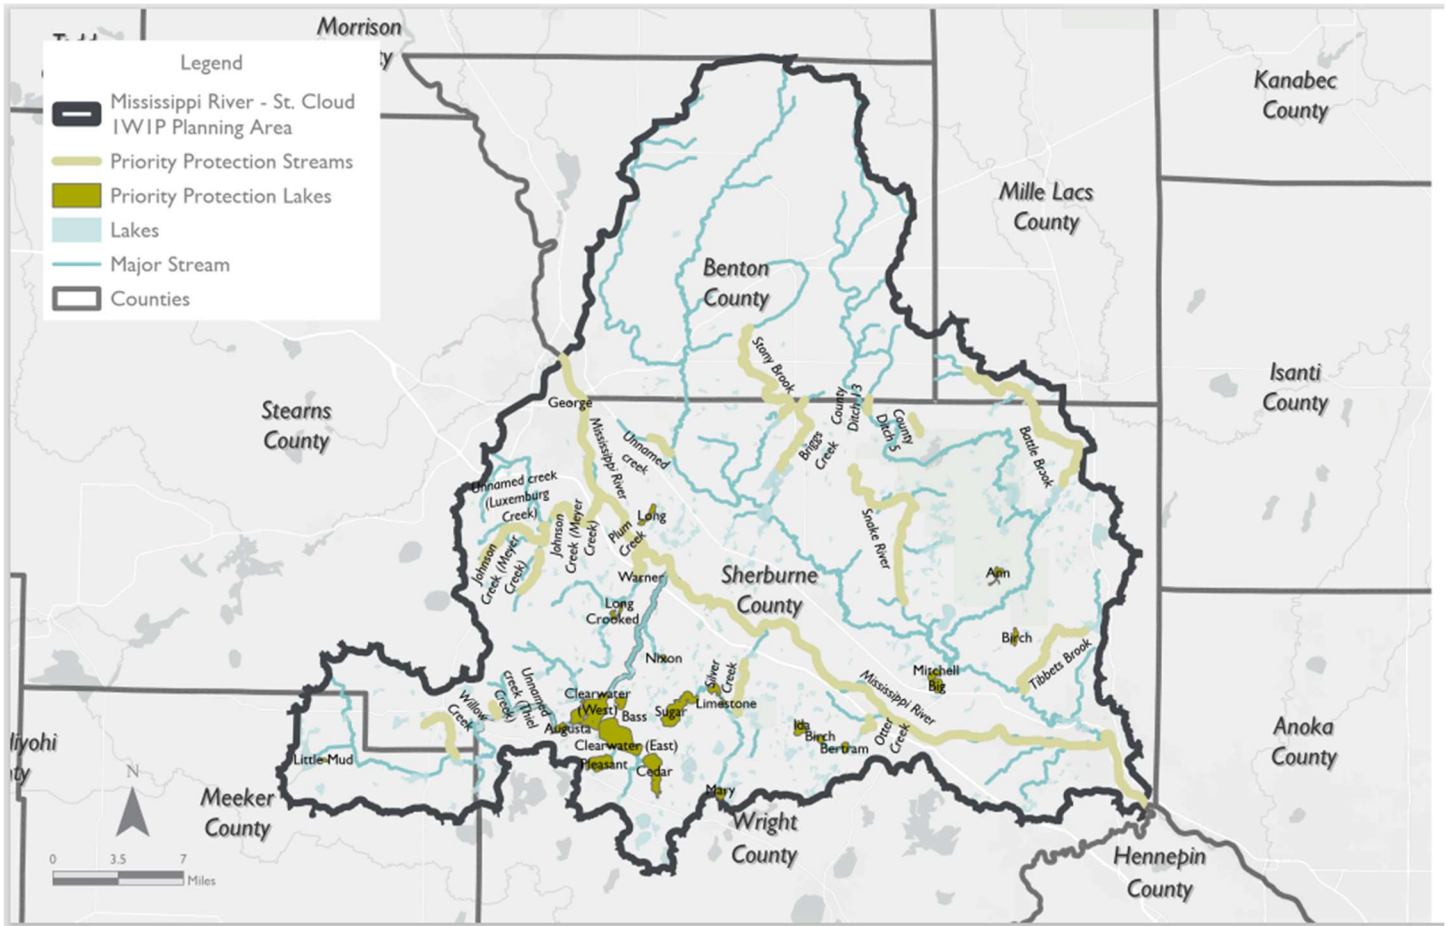 Morrison
Legend
Mississippi River - St. Cloud
1W1P Planning Area
Priority Protection Streams
Priority Protection Lakes
Lakes
Major Stream
Counties
Kanabec
County
Mille Lacs
County
Benton
County
Isanti
County
Stearns
County
Stony Brook
George
Mississippi River
Unnamed
creek
County
Ditch 13
County
Ditch 5
Briggs
Creek
Battle Brook
Unnamed creek
(Luxemburg
Creek)
Johnson
Creek (Meyer
Creek)
Johnson
Creek (Meyer
Creek)
Plum
Creek
Long
Snake River
Warner
Sherburne
County
Ann
Long
Crooked
Birch
Tibbets Brook
Nixon
Mitchell
Big
Silver
Creek
Limestone
Mississippi River
Otter
Creek
Unnamed
creek (Thiel
Creek)
Willow
Creek
Clearwater
(West)
Bass
Sugar
Augusta
Clearwater (East)
Pleasant
Cedar
Ida
Birch
Bertram
Little Mud
Mary
Meeker
County
Wright
County
Anoka
County
Hennepin
County
N
0 3.5 7
Miles